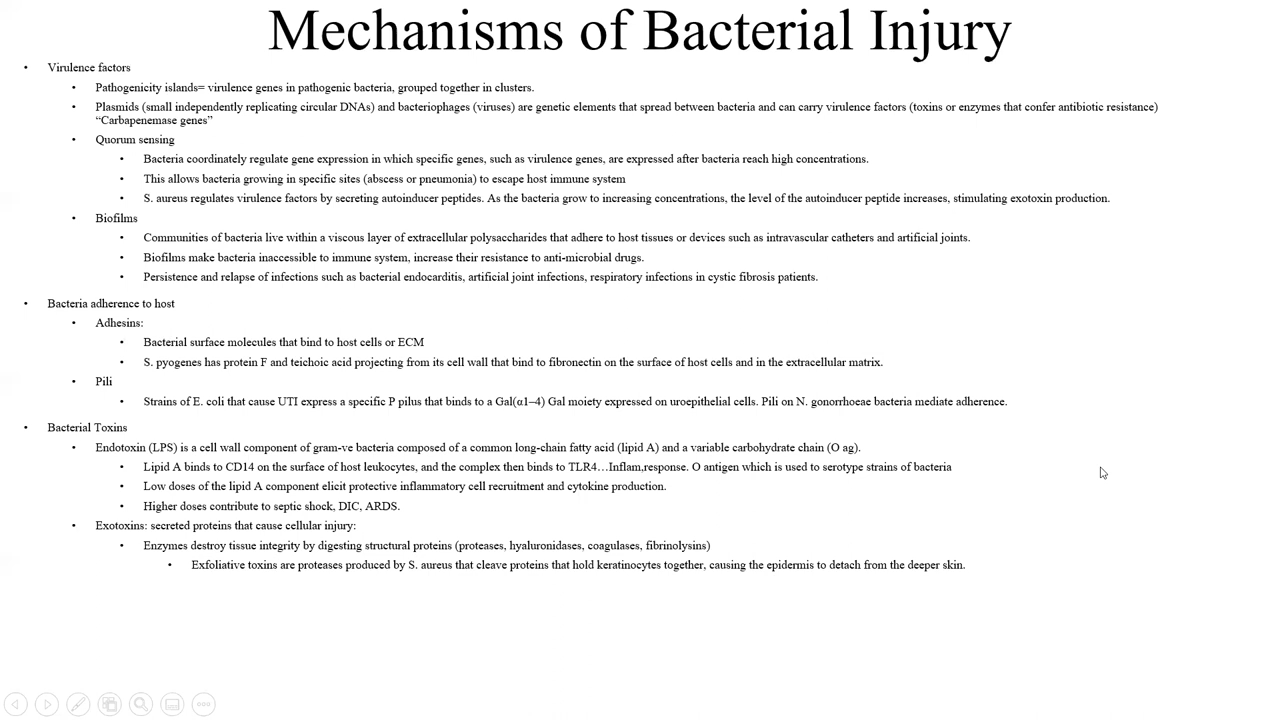 Mechanisms of Bacterial Injury
• Virulence factors
• Pathogenicity islands= virulence genes in pathogenic bacteria, grouped together in clusters.
• Plasmids (small independently replicating circular DNAs) and bacteriophages (viruses) are genetic elements that spread between bacteria and can carry virulence factors (toxins or enzymes that confer antibiotic resistance)
“Carbapenemase genes”
• Quorum sensing
• Bacteria coordinately regulate gene expression in which specific genes, such as virulence genes, are expressed after bacteria reach high concentrations.
• This allows bacteria growing in specific sites (abscess or pneumonia) to escape host immune system
• S. aureus regulates virulence factors by secreting autoinducer peptides. As the bacteria grow to increasing concentrations, the level of the autoinducer peptide increases, stimulating exotoxin production.
• Biofilms
• Communities of bacteria live within a viscous layer of extracellular polysaccharides that adhere to host tissues or devices such as intravascular catheters and artificial joints.
• Biofilms make bacteria inaccessible to immune system, increase their resistance to anti-microbial drugs.
• Persistence and relapse of infections such as bacterial endocarditis, artificial joint infections, respiratory infections in cystic fibrosis patients.
• Bacteria adherence to host
• Adhesins:
• Bacterial surface molecules that bind to host cells or ECM
• S. pyogenes has protein F and teichoic acid projecting from its cell wall that bind to fibronectin on the surface of host cells and in the extracellular matrix.
• Pili
• Strains of E. coli that cause UTI express a specific P pilus that binds to a Gal(α1–4) Gal moiety expressed on uroepithelial cells. Pili on N. gonorrhoeae bacteria mediate adherence.
• Bacterial Toxins
• Endotoxin (LPS) is a cell wall component of gram-ve bacteria composed of a common long-chain fatty acid (lipid A) and a variable carbohydrate chain (O ag).
• Lipid A binds to CD14 on the surface of host leukocytes, and the complex then binds to TLR4…Inflam,response. O antigen which is used to serotype strains of bacteria
• Low doses of the lipid A component elicit protective inflammatory cell recruitment and cytokine production.
• Higher doses contribute to septic shock, DIC, ARDS.
• Exotoxins: secreted proteins that cause cellular injury:
• Enzymes destroy tissue integrity by digesting structural proteins (proteases, hyaluronidases, coagulases, fibrinolysins)
• Exfoliative toxins are proteases produced by S. aureus that cleave proteins that hold keratinocytes together, causing the epidermis to detach from the deeper skin.